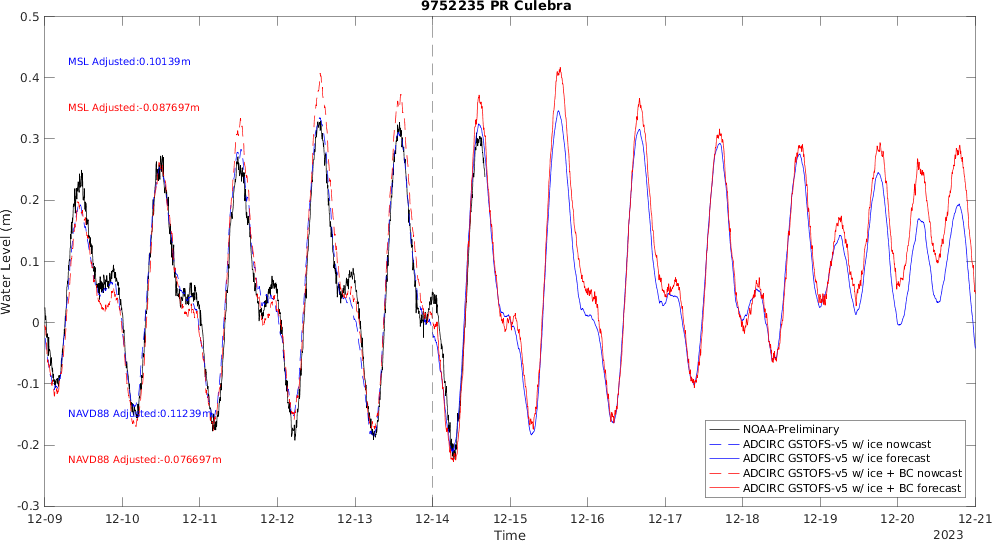 9752235 PR Culebra
0.5
0.4
0.3
0.2
0.1
0
-0.1
-0.2
-0.3
Water Level (m)
MSL Adjusted:0.10139m
MSL Adjusted:-0.087697m
NAVD88 Adjusted:0.11239m
NAVD88 Adjusted:-0.076697m
NOAA-Preliminary
ADCIRC GSTOFS-v5 w/ ice nowcast
ADCIRC GSTOFS-v5 w/ ice forecast
ADCIRC GSTOFS-v5 w/ ice + BC nowcast
ADCIRC GSTOFS-v5 w/ ice + BC forecast
12-09 12-10 12-11 12-12 12-13 12-14 12-15 12-16 12-17 12-18 12-19 12-20 12-21
Time
2023